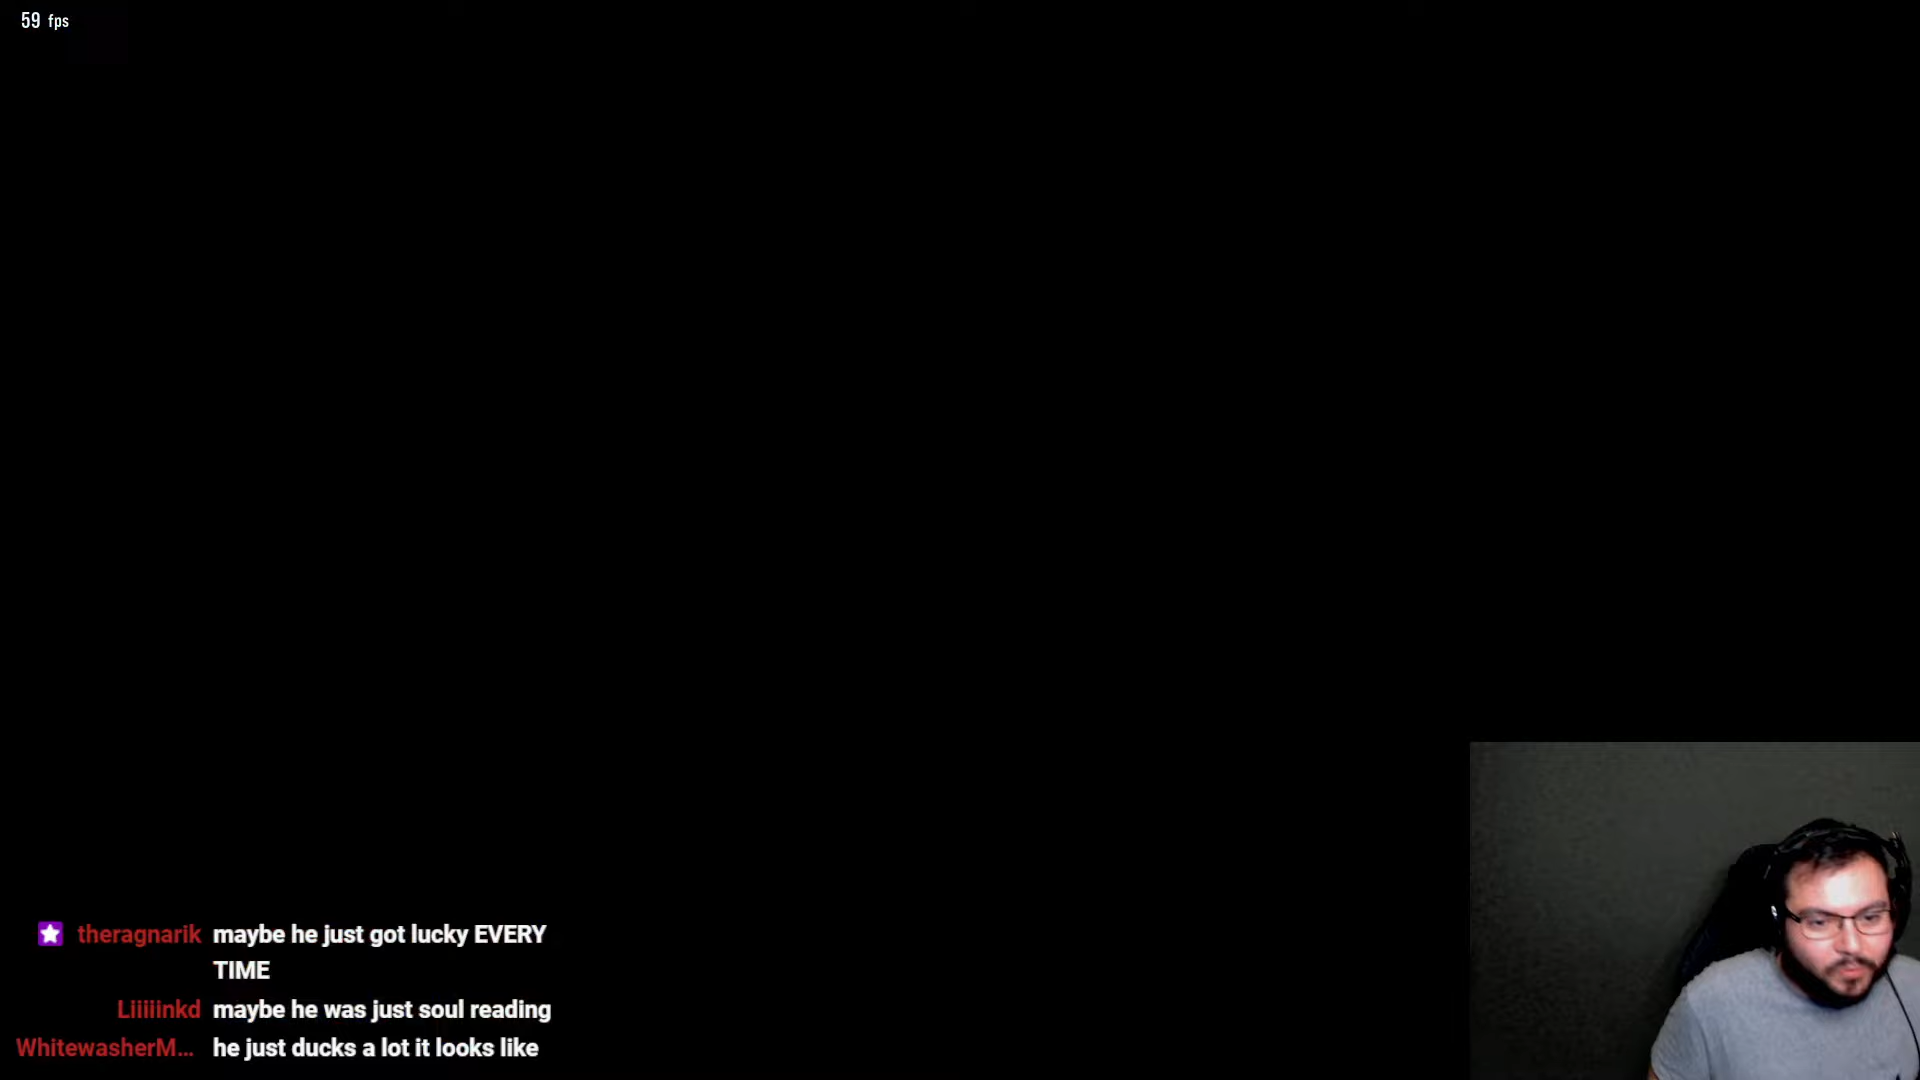 59 fps
theragnarik maybe he just got lucky EVERY
TIME
Liiiiinkd maybe he was just soul reading
WhitewasherM... he just ducks a lot it looks like